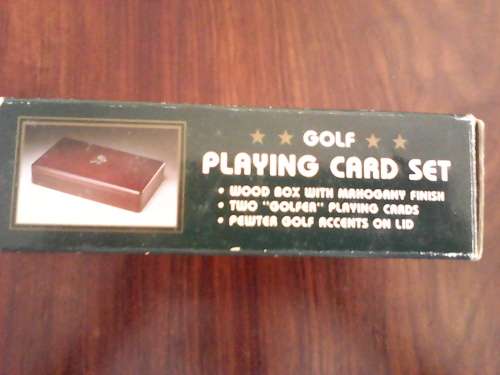 GOLF
PLAYING CARD SET
• WOOD BOX WITH MAHOGANY FINISH
• TWO "GOLFER" PLAYING CARDS
• PEWTER GOLF ACCENTS ON LID